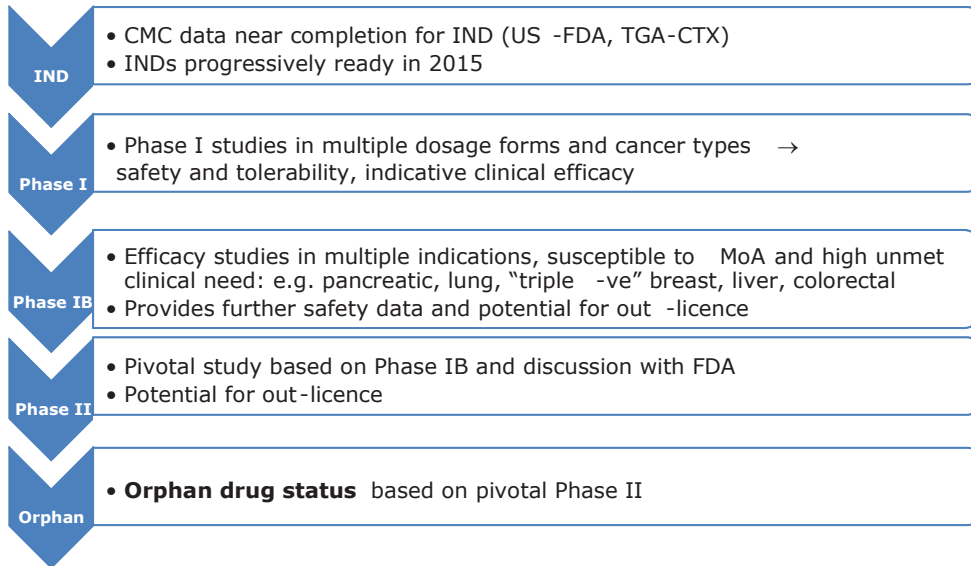 • CMC data near completion for IND (US -FDA, TGA-CTX)
• INDs progressively ready in 2015
IND
• Phase I studies in multiple dosage forms and cancer types →
safety and tolerability, indicative clinical efficacy
Phase I
• Efficacy studies in multiple indications, susceptible to MoA and high unmet
clinical need: e.g. pancreatic, lung, “triple -ve” breast, liver, colorectal
• Provides further safety data and potential for out -licence
Phase IB
• Pivotal study based on Phase IB and discussion with FDA
• Potential for out-licence
Phase II
• Orphan drug status based on pivotal Phase II
Orphan